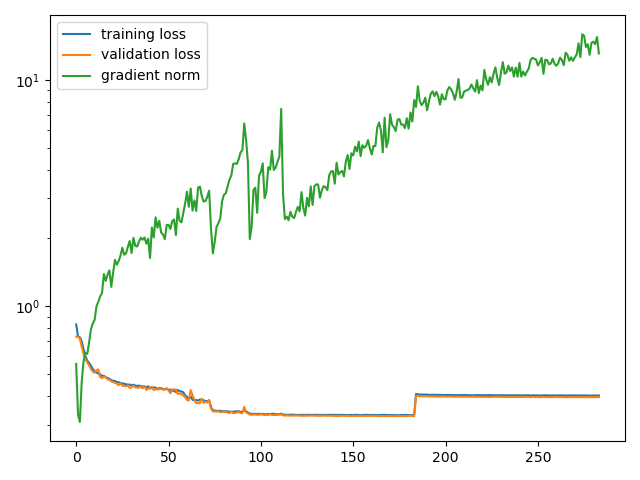 training loss
validation loss
gradient norm
10¹
10⁰
0 50 100 150 200 250